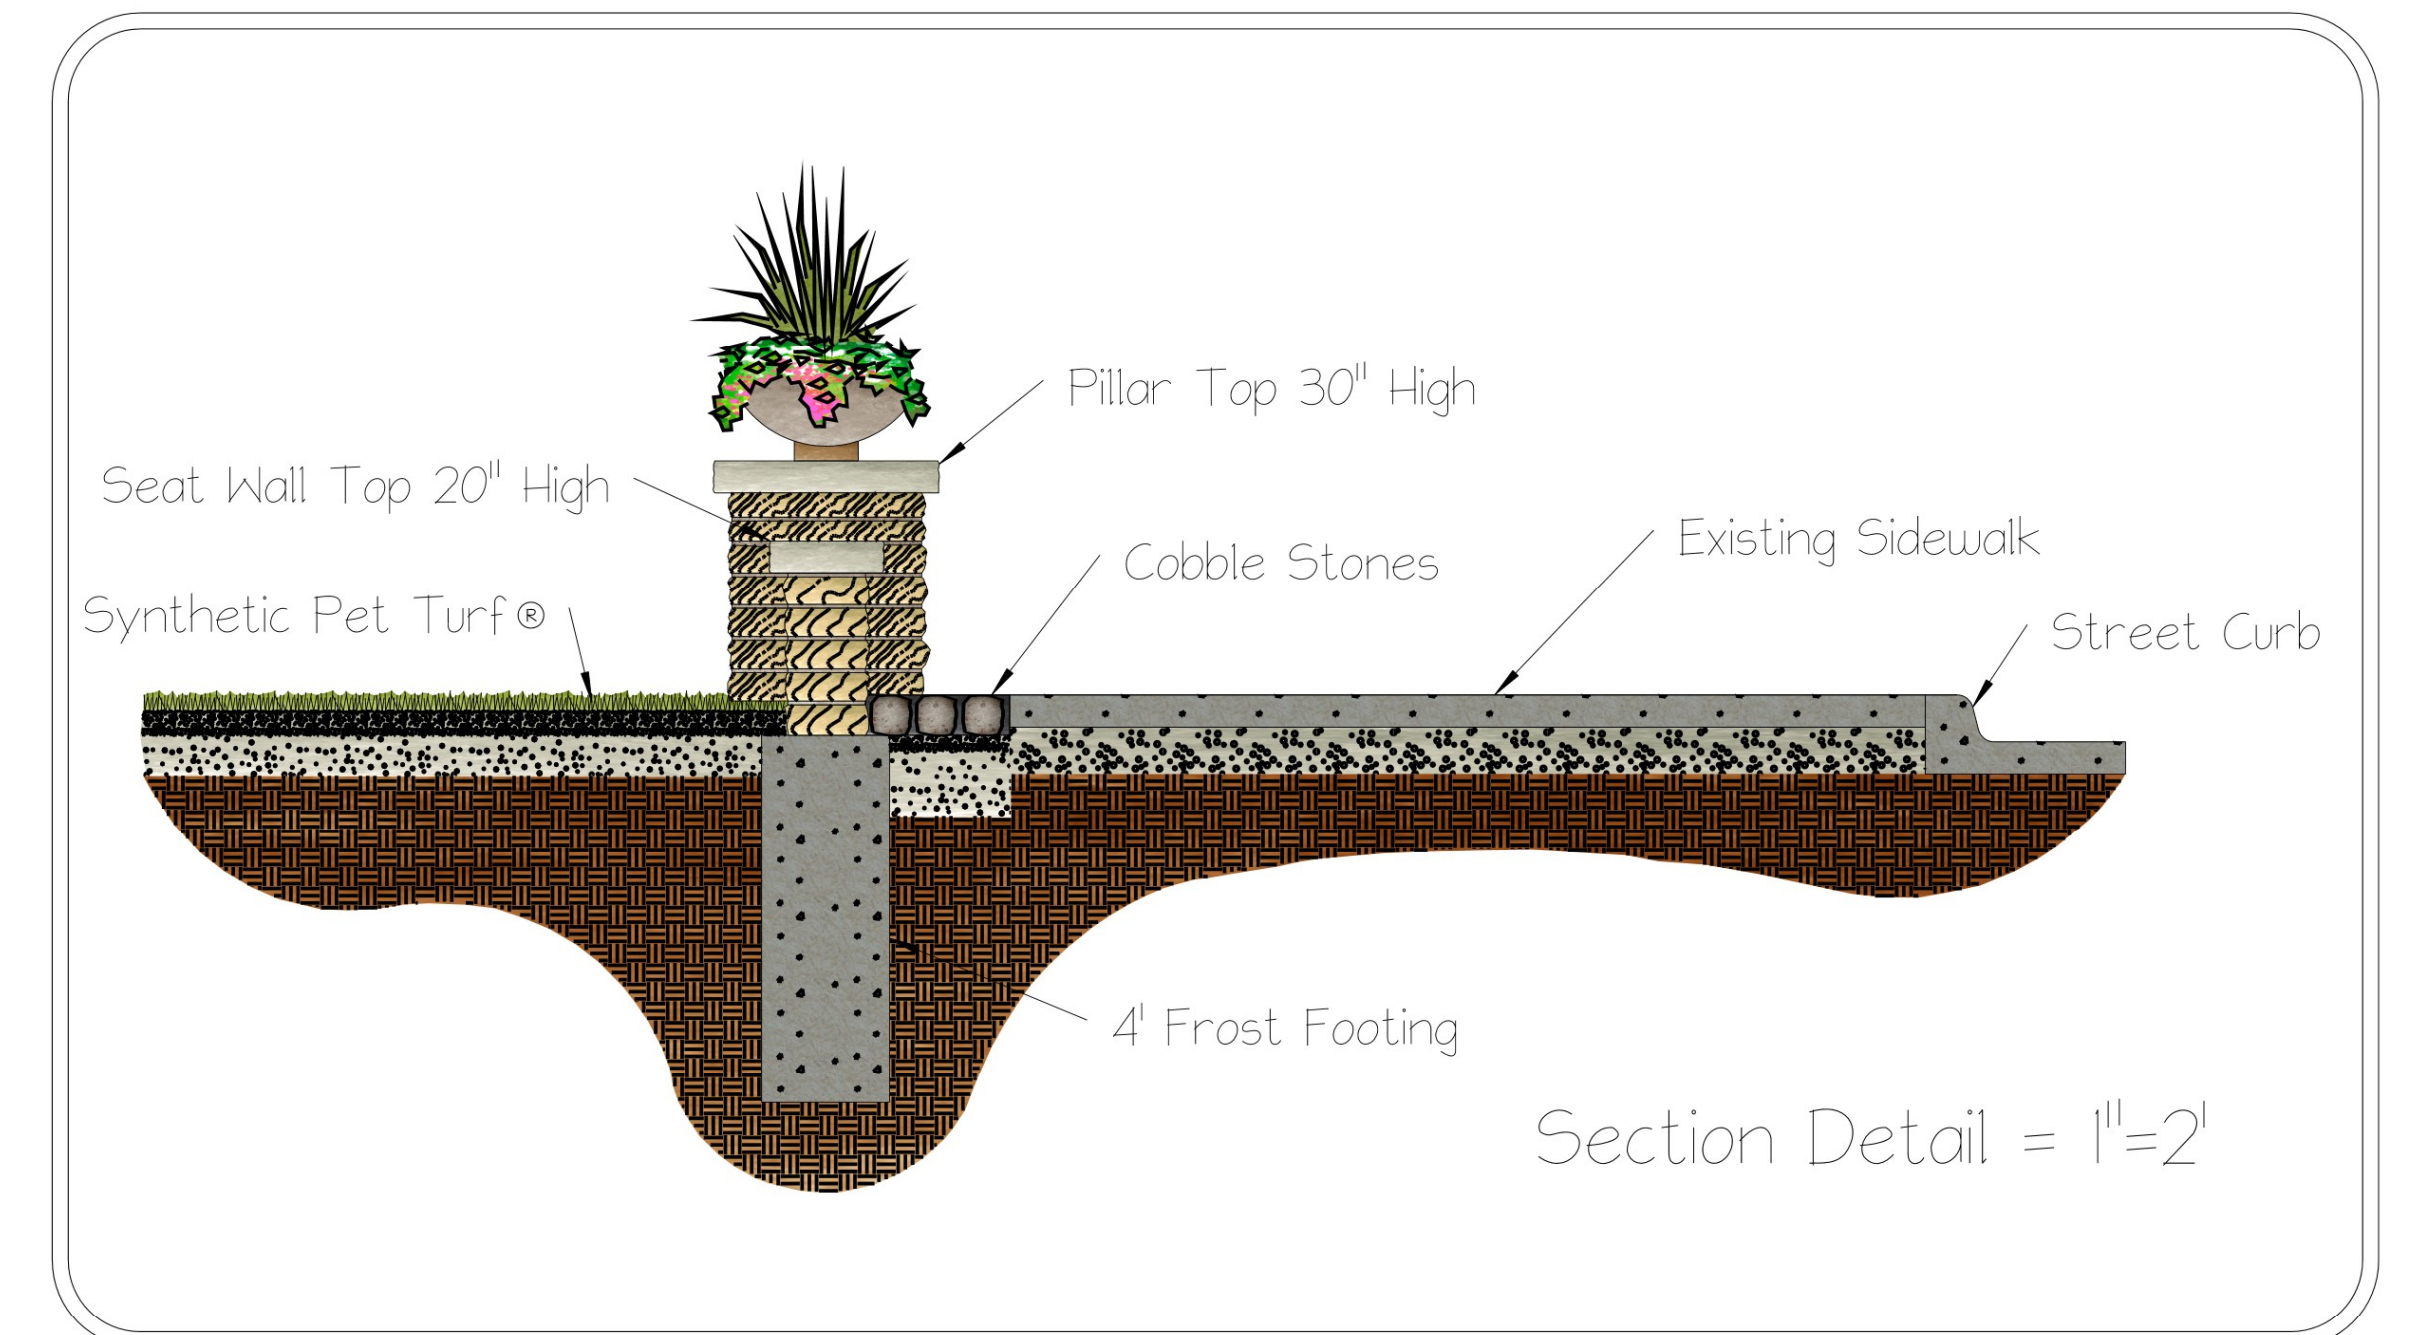 Pillar Top 30" High
Seat Wall Top 20" High
Existing Sidewalk
Cobble Stones
Synthetic Pet Turf®
Street Curb
4' Frost Footing
Section Detail = 1"=2'